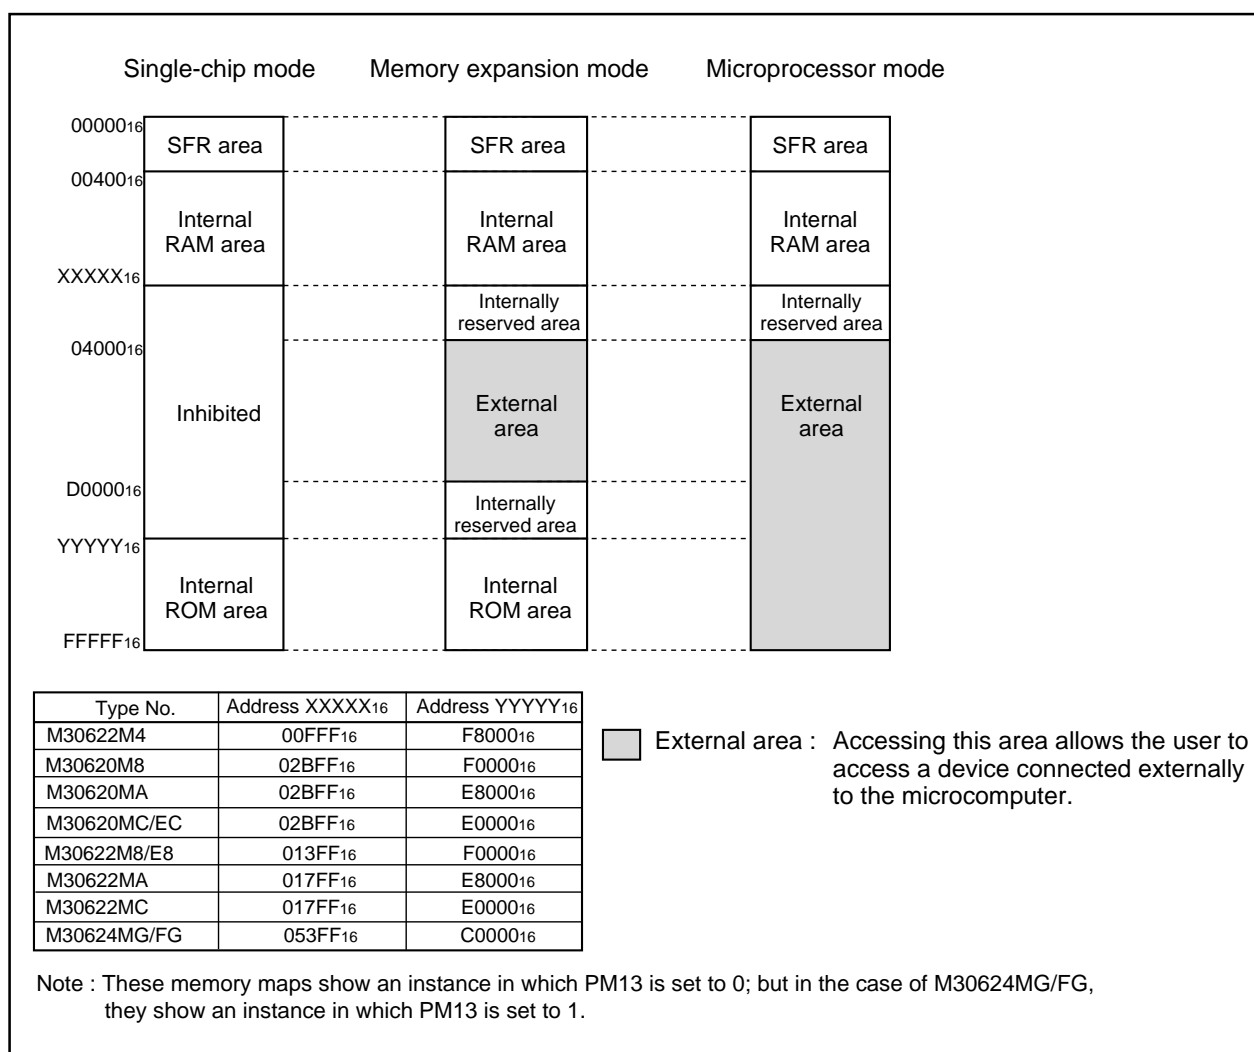 Single-chip mode Memory expansion mode Microprocessor mode
0000016
SFR area SFR area SFR area
0040016
Internal RAM area Internal RAM area Internal RAM area
XXXXX16
Internally reserved area Internally reserved area
0400016
Inhibited External area External area
D000016
Internally reserved area
YYYYY16
Internal ROM area Internal ROM area
FFFFF16
Type No. Address XXXXX16 Address YYYYY16
M30622M4 00FFF16 F800016
M30620M8 02BFF16 F000016
M30620MA 02BFF16 E800016
M30620MC/EC 02BFF16 E000016
M30622M8/E8 013FF16 F000016
M30622MA 017FF16 E800016
M30622MC 017FF16 E000016
M30624MG/FG 053FF16 C000016
External area : Accessing this area allows the user to
access a device connected externally
to the microcomputer.
Note : These memory maps show an instance in which PM13 is set to 0; but in the case of M30624MG/FG,
they show an instance in which PM13 is set to 1.